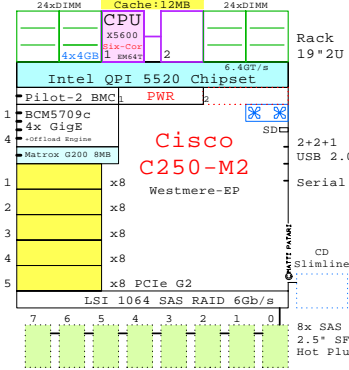 24xDIMM Cache:12MB 24xDIMM
CPU
X5600
Six-Cor
4x4GB 1 EM64T 2
Rack
19"2U
6.4GT/s
Intel QPI 5520 Chipset
Pilot-2 BMC 1 PWR 2
1 BCM5709c
4x GigE
4 +Offload Engine
SD
Matrox G200 8MB
Cisco
C250-M2
Westmere-EP
2+2+1
USB 2.0
Serial
1 x8
2 x8
3 x8
4 x8
5 x8 PCIe G2
©MATTI PATARI
CD
Slimline
LSI 1064 SAS RAID 6Gb/s
7 6 5 4 3 2 1 0
8x SAS
2.5" SF
Hot Plu